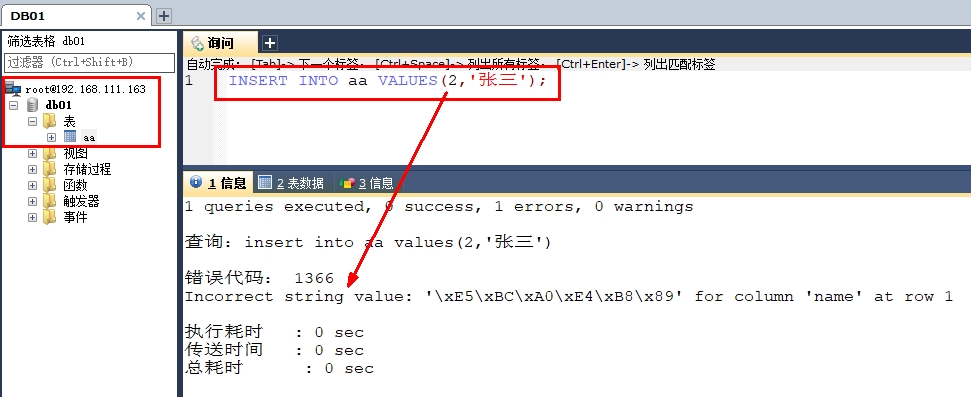 DB01
筛选表格 db01
过滤器 (Ctrl+Shift+B)
root@192.168.111.163
db01
表
aa
视图
存储过程
函数
触发器
事件
询问
自动完成: [Tab]-> 下一个标签, [Ctrl+Space]-> 列出所有标签, [Ctrl+Enter]-> 列出匹配标签
1 INSERT INTO aa VALUES(2,'张三');
1 信息 2 表数据 3 信息
1 queries executed, 0 success, 1 errors, 0 warnings
查询: insert into aa values(2,'张三')
错误代码: 1366
Incorrect string value: '\xE5\xBC\xA0\xE4\xB8\x89' for column 'name' at row 1
执行耗时 : 0 sec
传送时间 : 0 sec
总耗时 : 0 sec